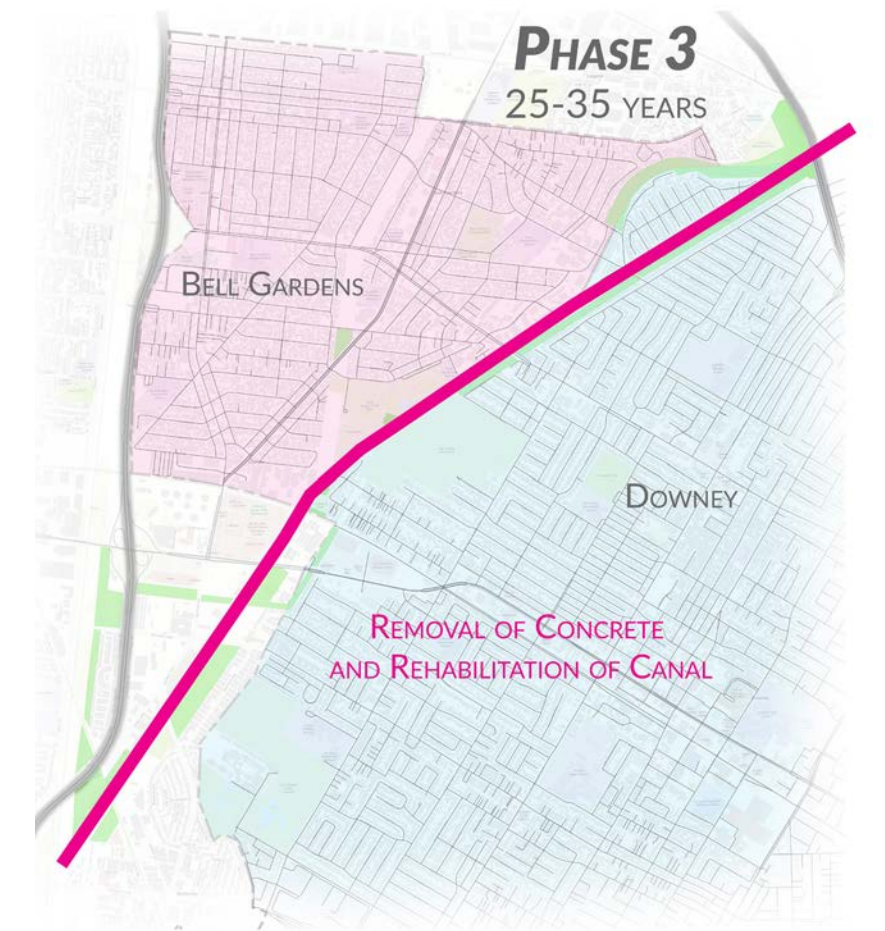 PHASE 3
25-35 YEARS
BELL GARDENS
DOWNEY
REMOVAL OF CONCRETE
AND REHABILITATION OF CANAL